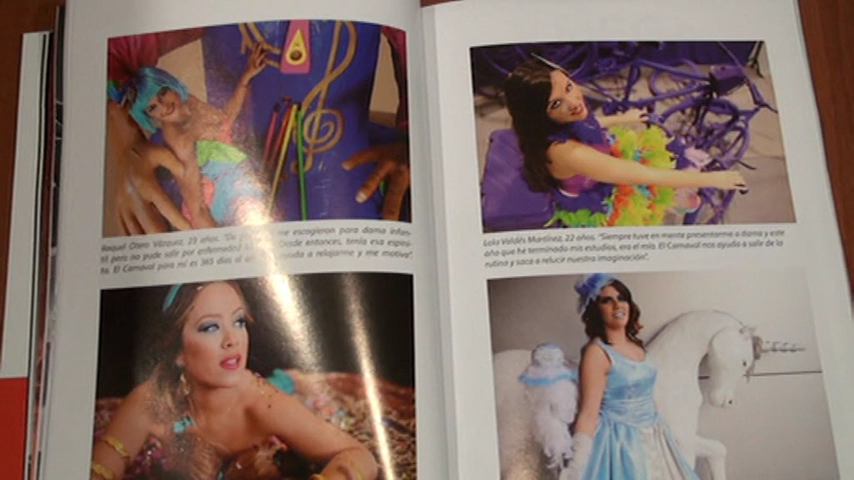 Raquel Otero Vázquez, 23 años. "De me escogieron para dama infan-
til pero no pude salir por enfermedad Desde entonces, tenía esa espini-
ta. El Carnaval para mí es 365 días al ayuda a relajarme y me motiva".
Lola Valdés Martínez, 22 años. "Siempre tuve en mente presentarme a dama y este
año que he terminado mis estudios, era el mío. El Carnaval nos ayuda a salir de la
rutina y saca a relucir nuestra imaginación".